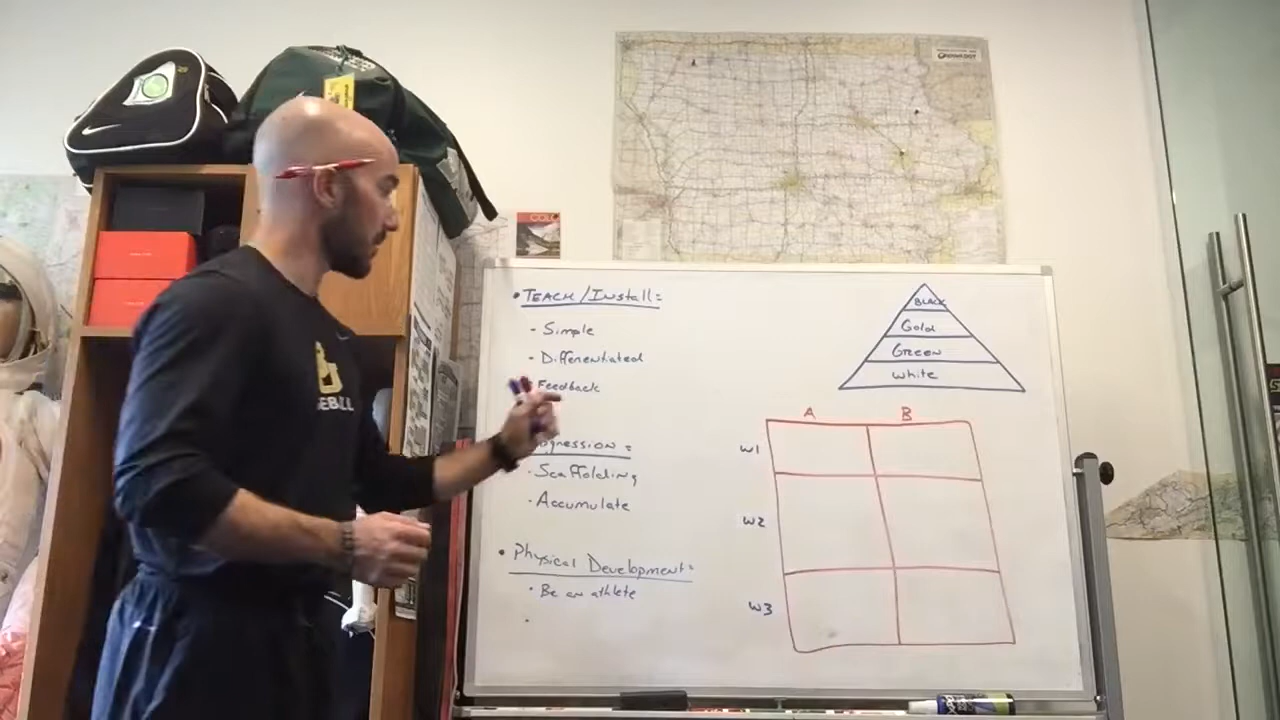 • TEACH/Install:
- Simple
- Differentiated
Feedback
- Scaffolding
- Accumulate
• Physical Development:
- Be an athlete
BLACK
Gold
GREEN
White
A B
W1
W2
W3
COLO